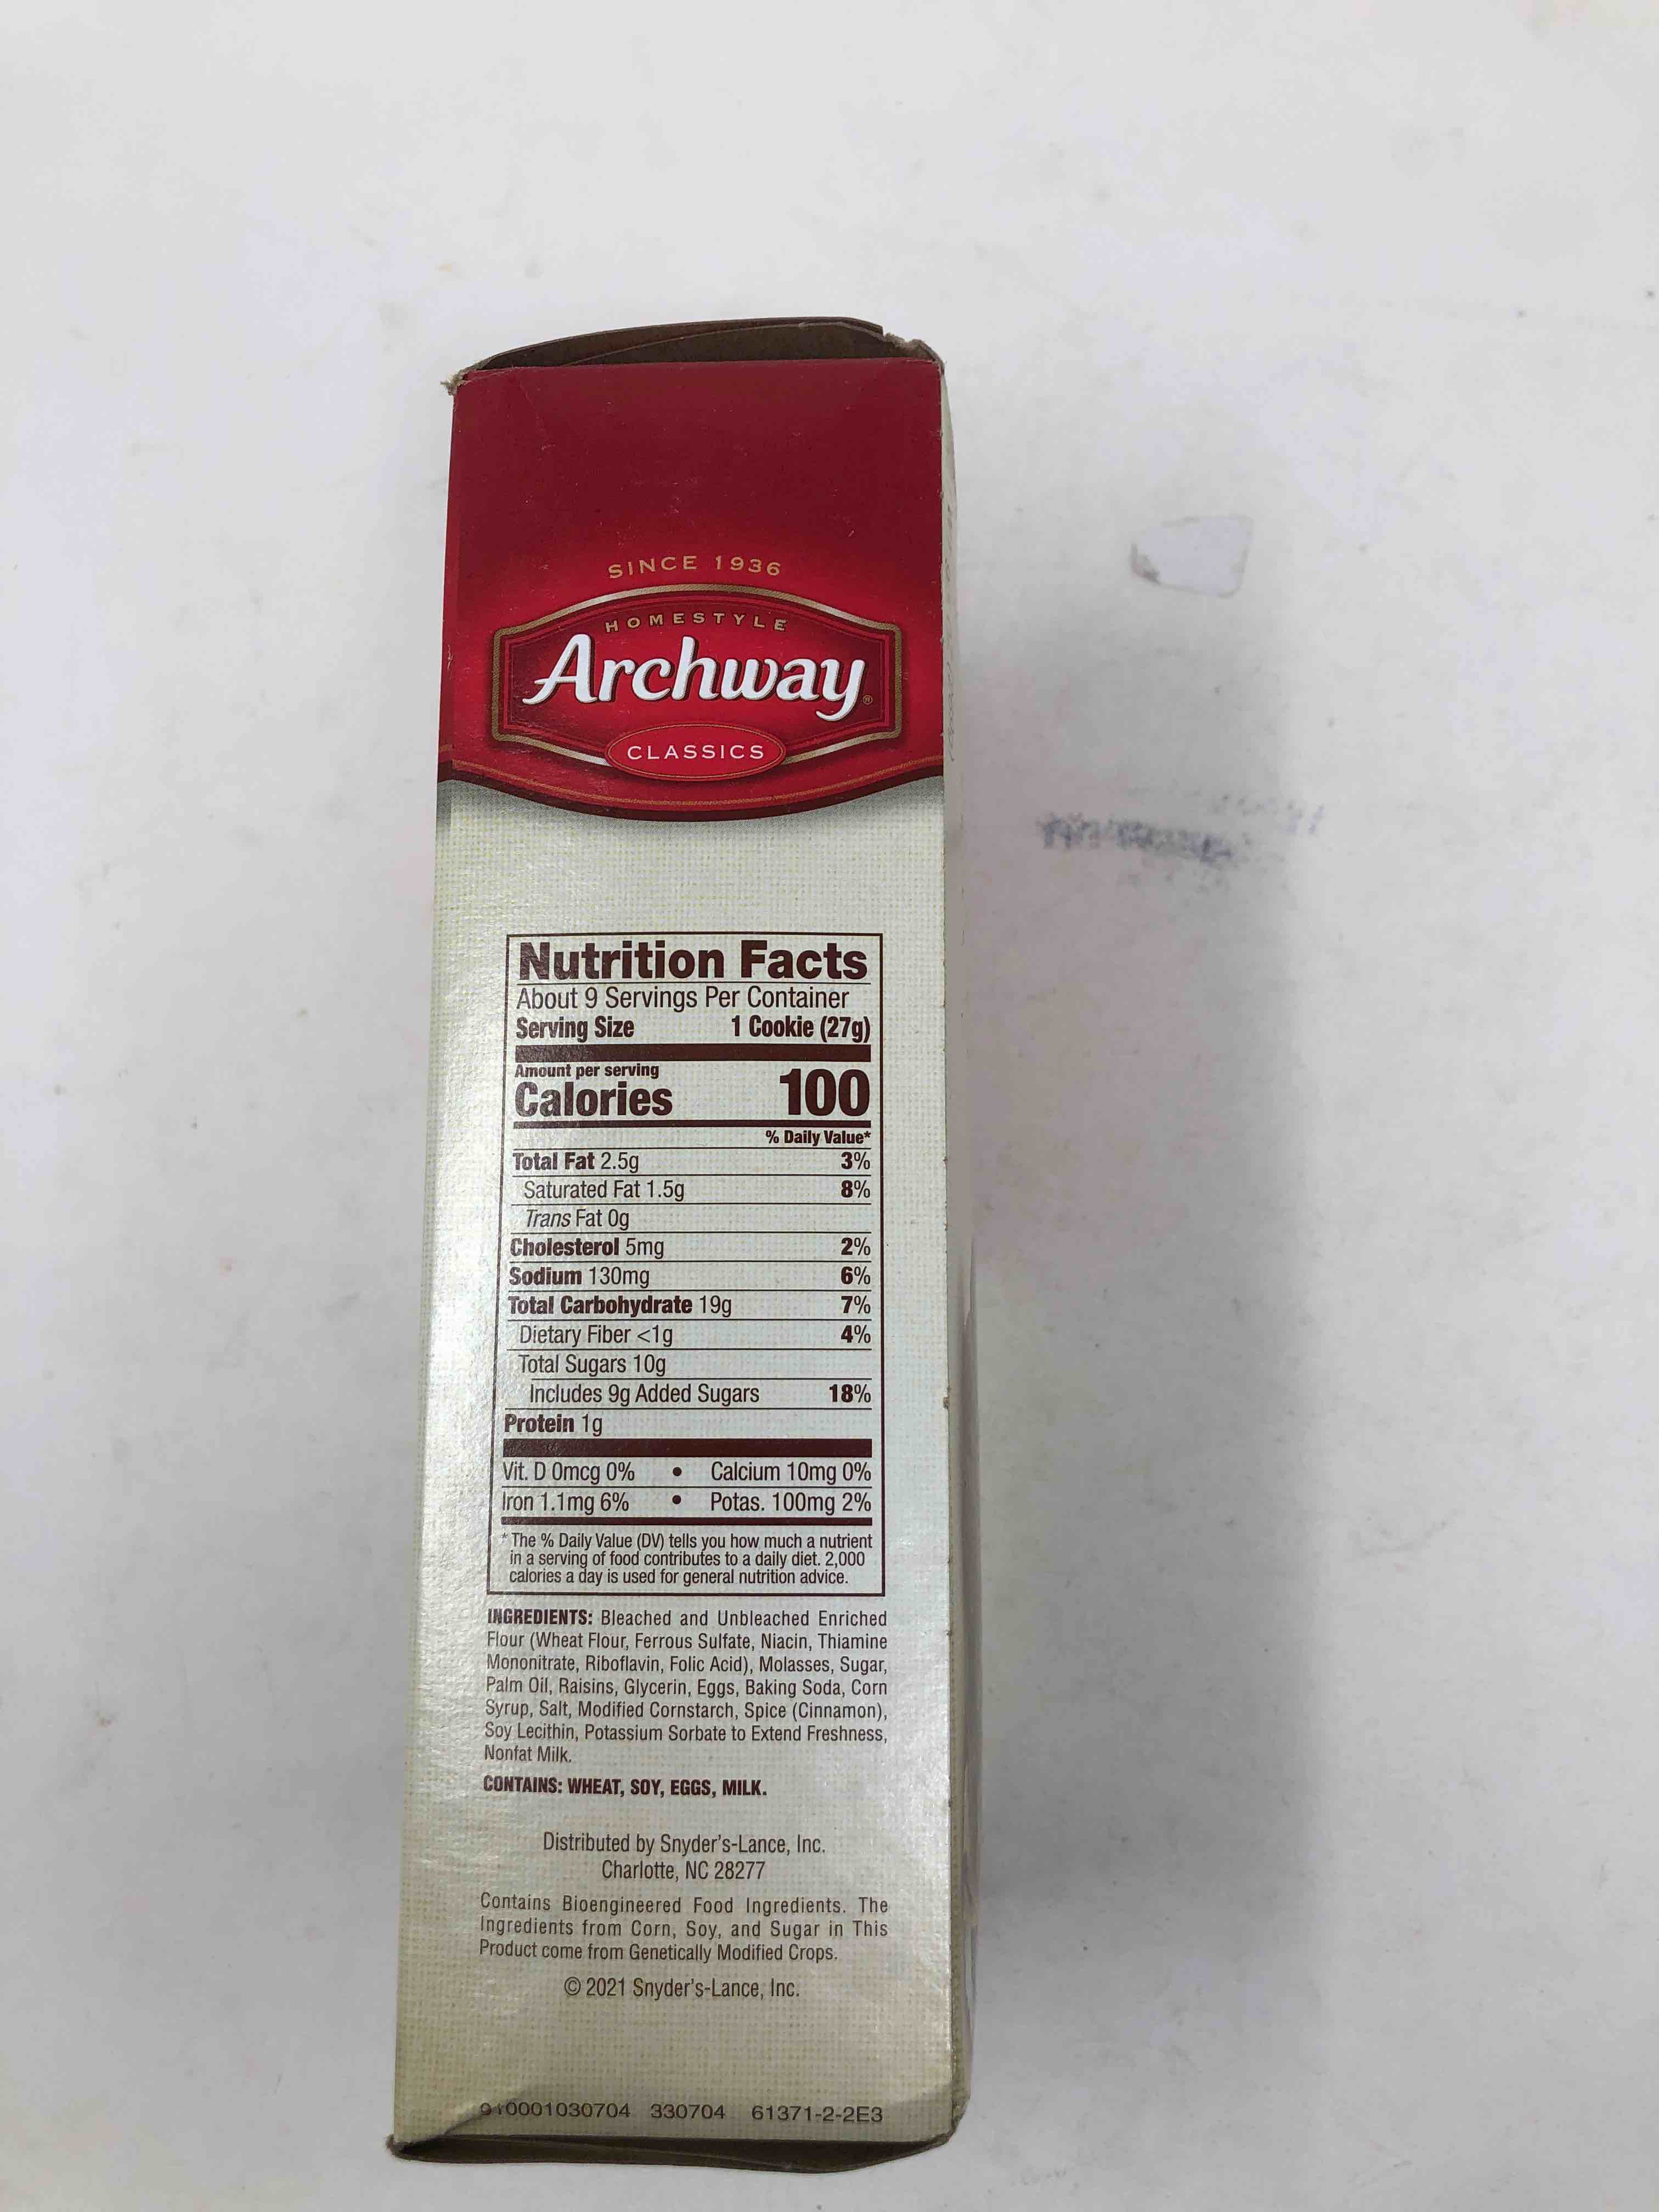 SINCE 1936
HOMESTYLE
Archway®
CLASSICS
Nutrition Facts
About 9 Servings Per Container
Serving Size 1 Cookie (27g)
Amount per serving
Calories 100
% Daily Value*
Total Fat 2.5g 3%
Saturated Fat 1.5g 8%
Trans Fat 0g
Cholesterol 5mg 2%
Sodium 130mg 6%
Total Carbohydrate 19g 7%
Dietary Fiber <1g 4%
Total Sugars 10g
Includes 9g Added Sugars 18%
Protein 1g
Vit. D 0mcg 0% • Calcium 10mg 0%
Iron 1.1mg 6% • Potas. 100mg 2%
* The % Daily Value (DV) tells you how much a nutrient
in a serving of food contributes to a daily diet. 2,000
calories a day is used for general nutrition advice.
INGREDIENTS: Bleached and Unbleached Enriched
Flour (Wheat Flour, Ferrous Sulfate, Niacin, Thiamine
Mononitrate, Riboflavin, Folic Acid), Molasses, Sugar,
Palm Oil, Raisins, Glycerin, Eggs, Baking Soda, Corn
Syrup, Salt, Modified Cornstarch, Spice (Cinnamon),
Soy Lecithin, Potassium Sorbate to Extend Freshness,
Nonfat Milk.
CONTAINS: WHEAT, SOY, EGGS, MILK.
Distributed by Snyder's-Lance, Inc.
Charlotte, NC 28277
Contains Bioengineered Food Ingredients. The
Ingredients from Corn, Soy, and Sugar in This
Product come from Genetically Modified Crops.
© 2021 Snyder's-Lance, Inc.
330704 61371-2-2E3